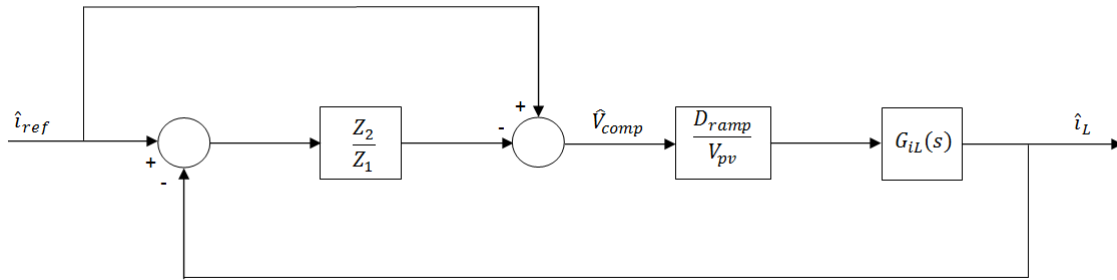 î_ref
+
-
Z_2
Z_1
+
-
V̂_comp
D_ramp
V_pv
G_iL(s)
î_L